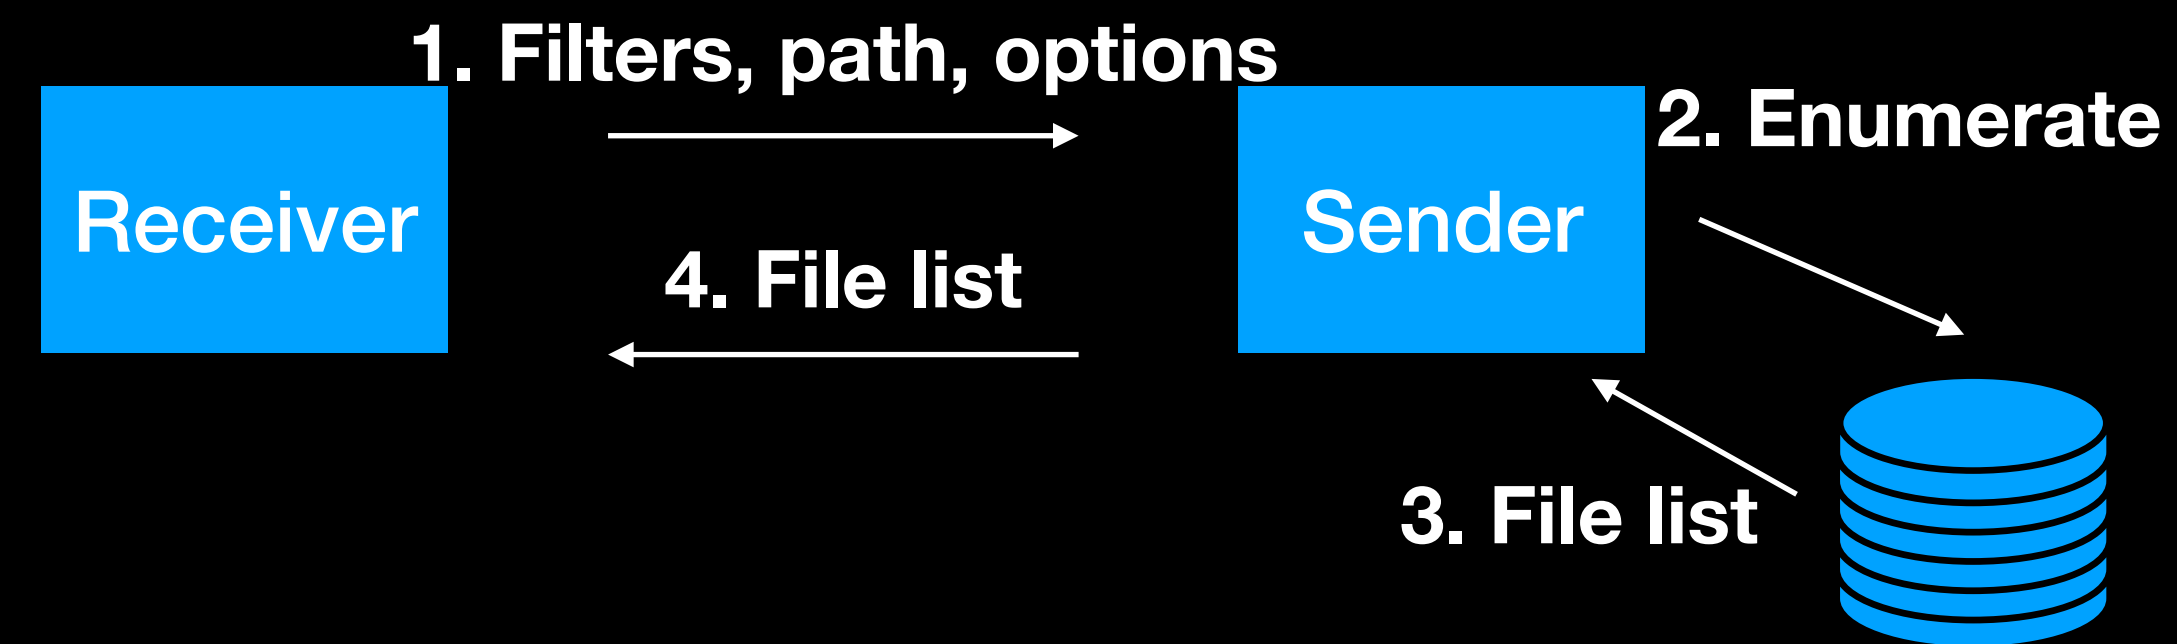 1. Filters, path, options
Receiver
Sender
2. Enumerate
4. File list
3. File list